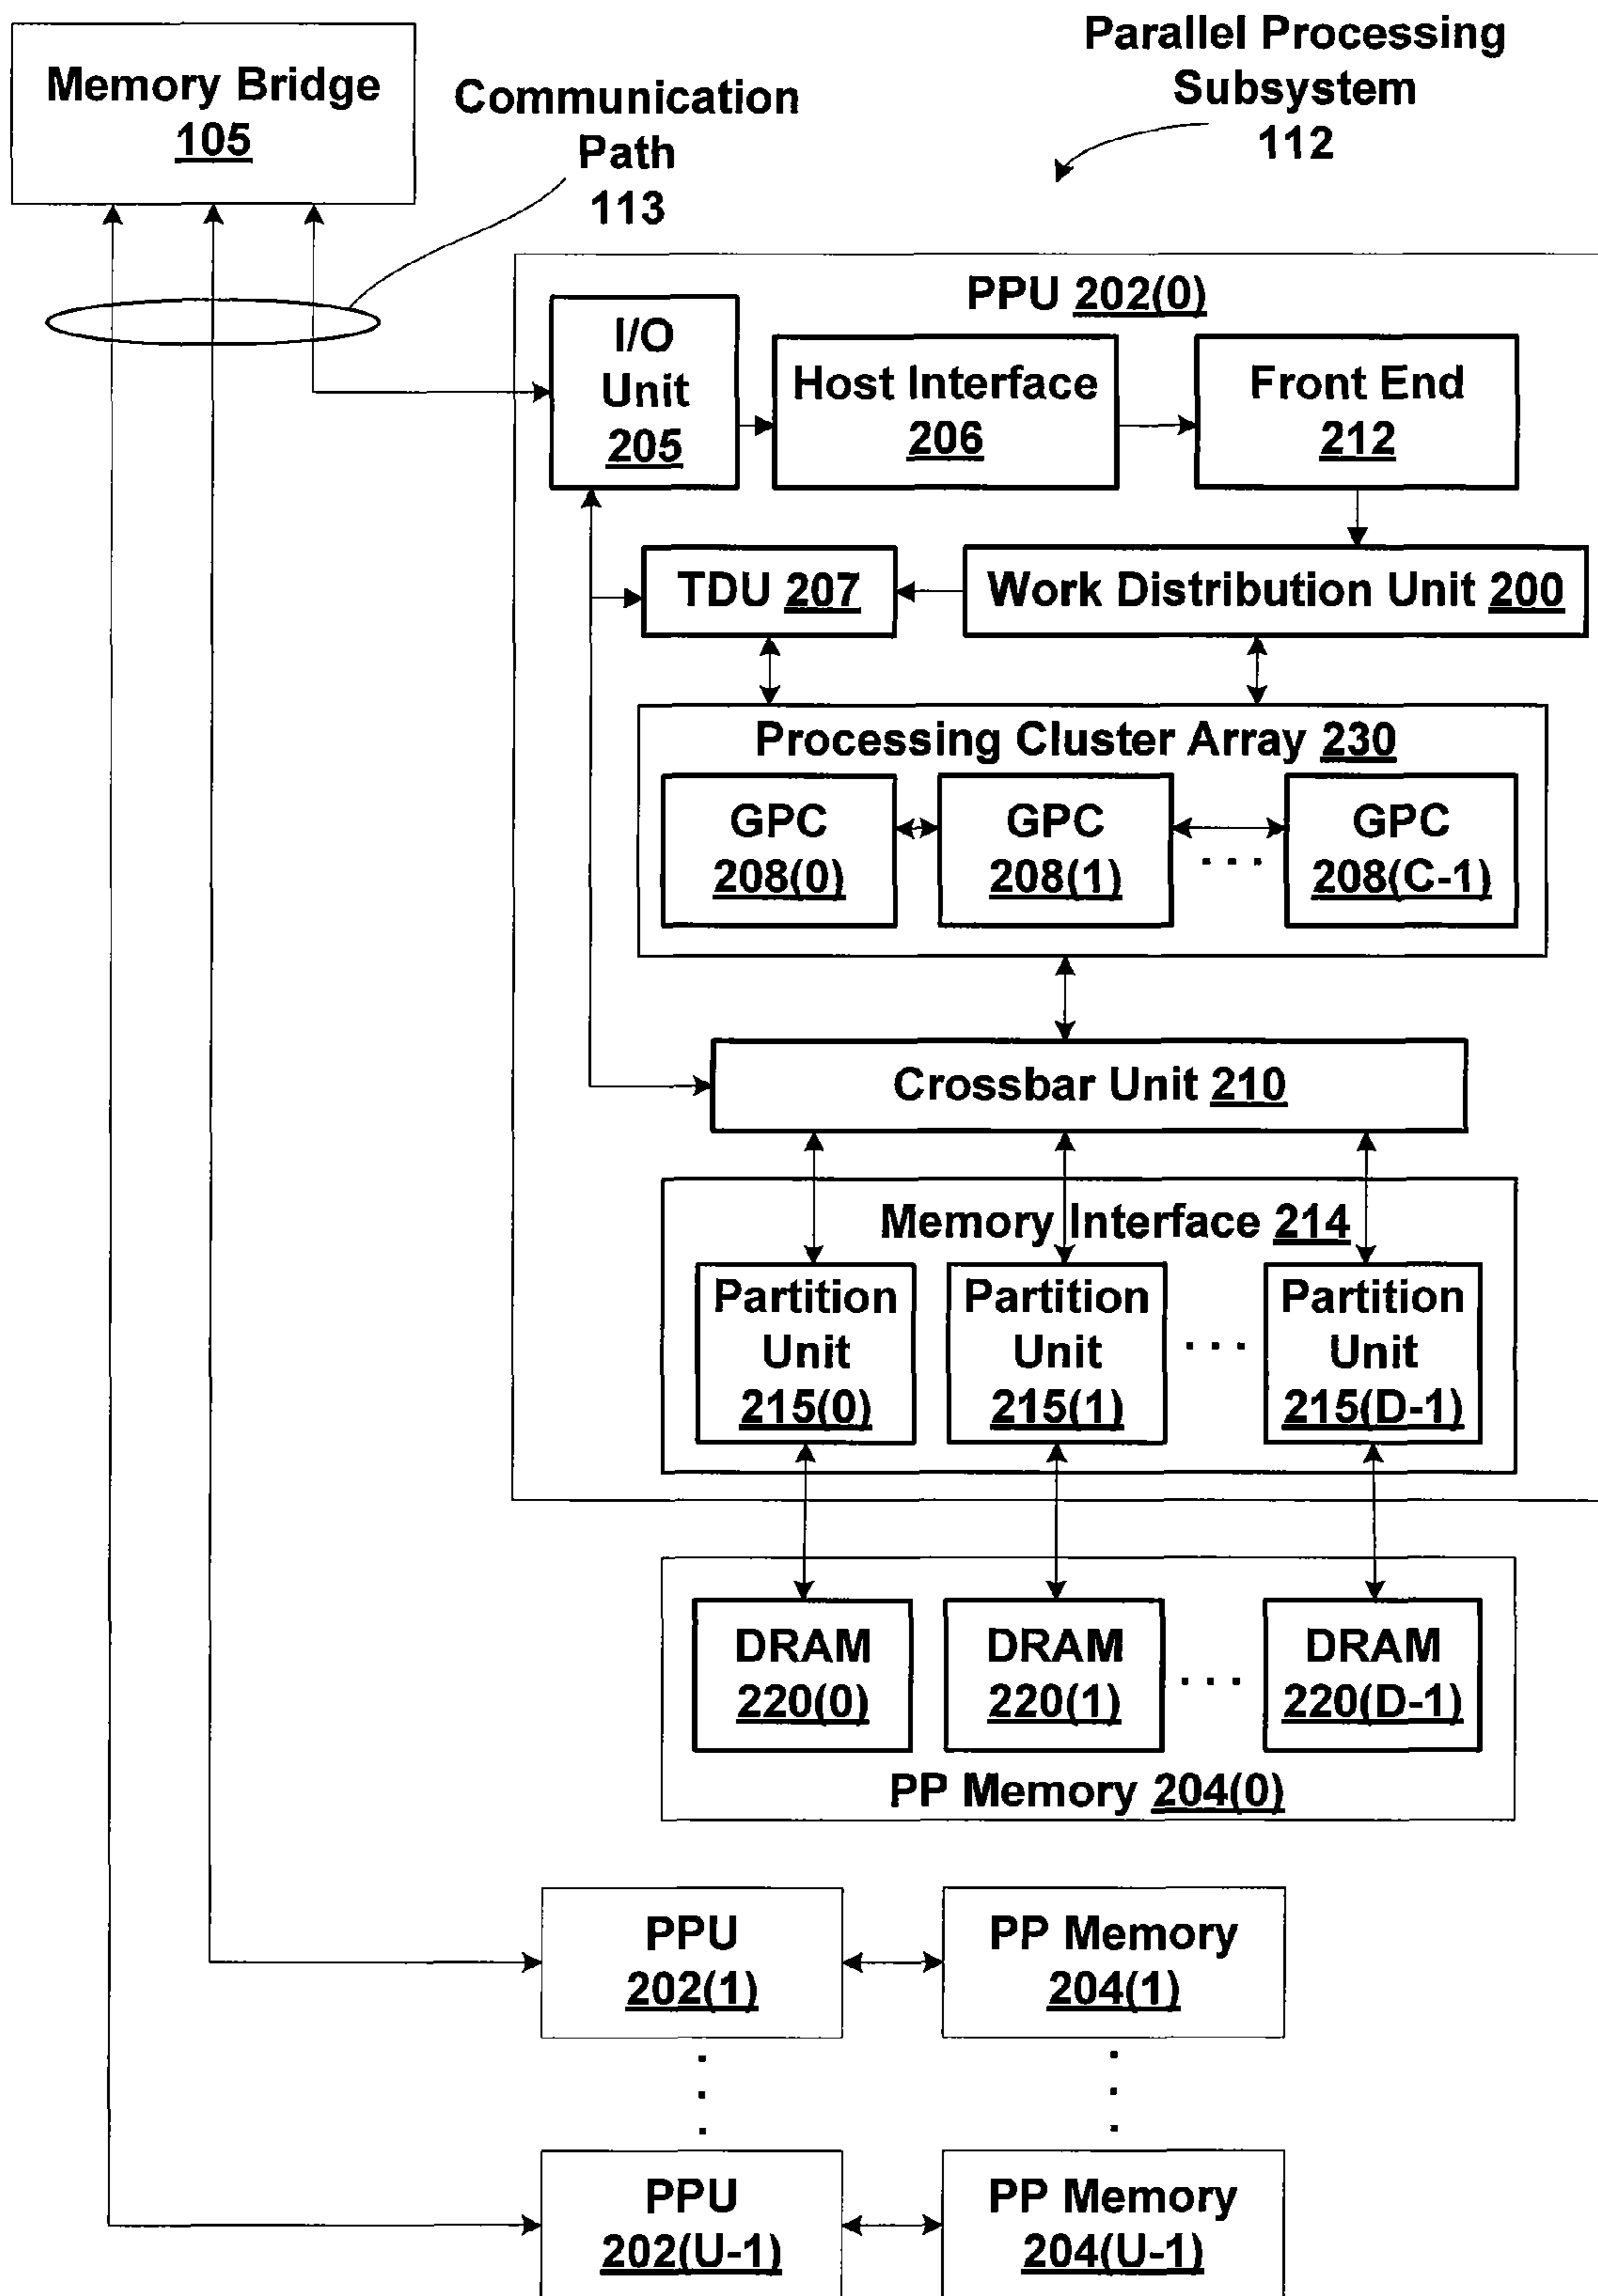 Memory Bridge
105
Communication
Path
113
Parallel Processing
Subsystem
112
PPU 202(0)
I/O
Unit
205
Host Interface
206
Front End
212
TDU 207
Work Distribution Unit 200
Processing Cluster Array 230
GPC
208(0)
GPC
208(1)
. . .
GPC
208(C-1)
Crossbar Unit 210
Memory Interface 214
Partition
Unit
215(0)
Partition
Unit
215(1)
. . .
Partition
Unit
215(D-1)
DRAM
220(0)
DRAM
220(1)
. . .
DRAM
220(D-1)
PP Memory 204(0)
PPU
202(1)
PP Memory
204(1)
PPU
202(U-1)
PP Memory
204(U-1)